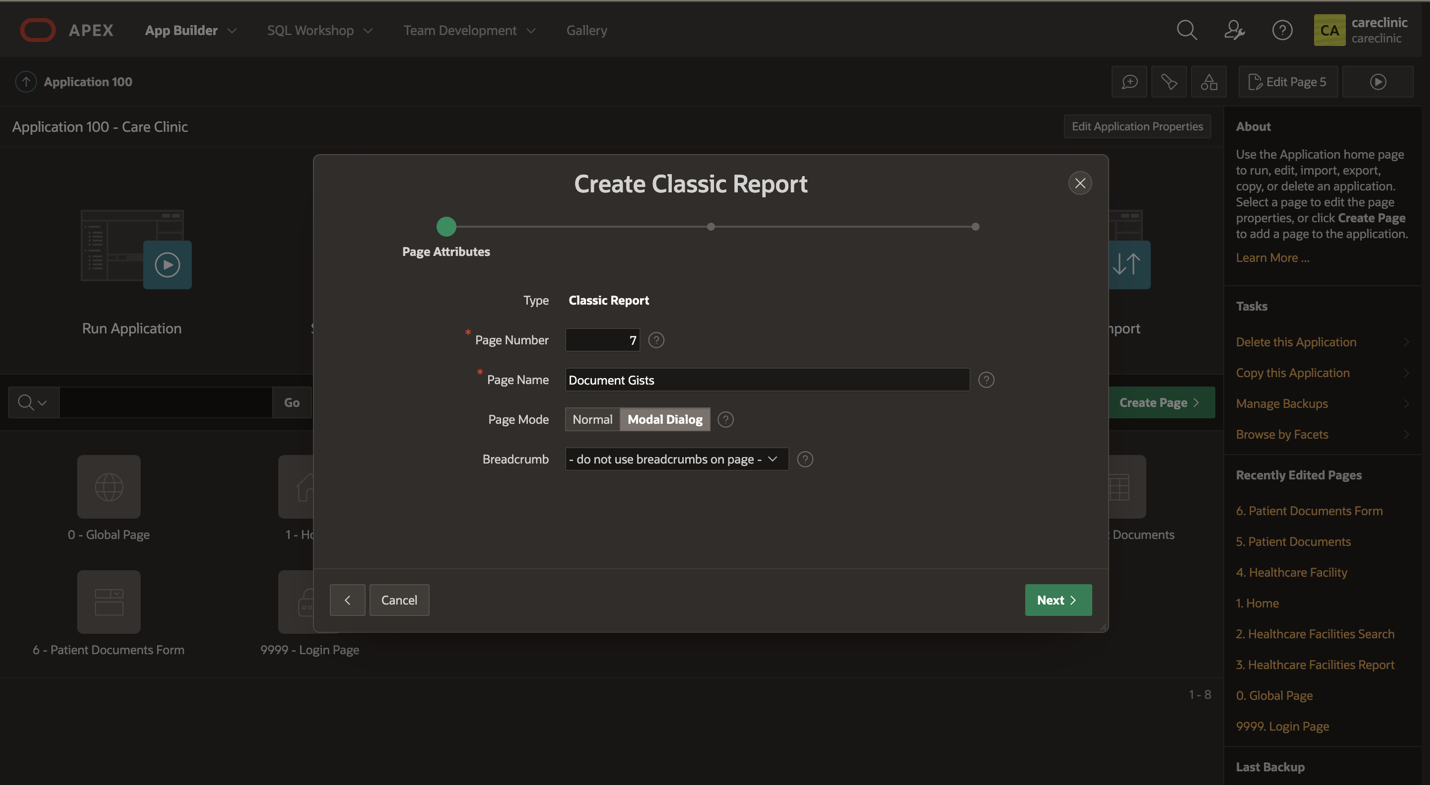 APEX
App Builder
SQL Workshop
Team Development
Gallery
CA
careclinic
careclinic
Application 100
Edit Page 5
Application 100 - Care Clinic
Edit Application Properties
Run Application
Go
Create Page
0 - Global Page
1 - Ho
Documents
6 - Patient Documents Form
9999 - Login Page
1 - 8
Create Classic Report
Page Attributes
Type
Classic Report
* Page Number
7
* Page Name
Document Gists
Page Mode
Normal
Modal Dialog
Breadcrumb
- do not use breadcrumbs on page -
Cancel
Next
About
Use the Application home page
to run, edit, import, export,
copy, or delete an application.
Select a page to edit the page
properties, or click Create Page
to add a page to the application.
Learn More ...
Tasks
Delete this Application
Copy this Application
Manage Backups
Browse by Facets
Recently Edited Pages
6. Patient Documents Form
5. Patient Documents
4. Healthcare Facility
1. Home
2. Healthcare Facilities Search
3. Healthcare Facilities Report
0. Global Page
9999. Login Page
Last Backup